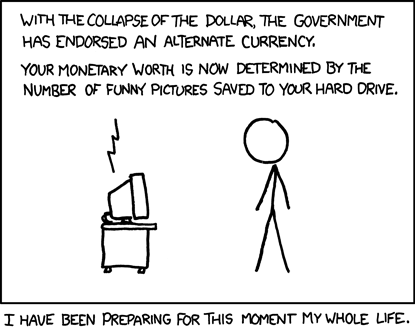 WITH THE COLLAPSE OF THE DOLLAR, THE GOVERNMENT
HAS ENDORSED AN ALTERNATE CURRENCY.
YOUR MONETARY WORTH IS NOW DETERMINED BY THE
NUMBER OF FUNNY PICTURES SAVED TO YOUR HARD DRIVE.
I HAVE BEEN PREPARING FOR THIS MOMENT MY WHOLE LIFE.